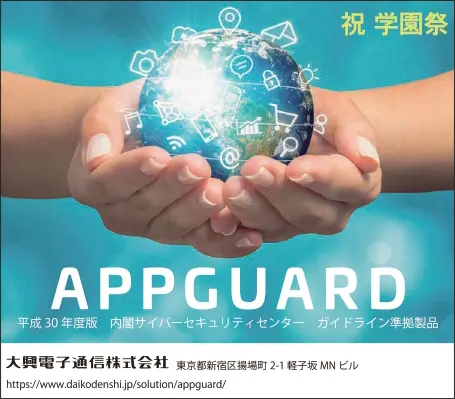 祝 学園祭
APPGUARD
平成 30 年度版　内閣サイバーセキュリティセンター　ガイドライン準拠製品
大興電子通信株式会社 東京都新宿区揚場町 2-1 軽子坂 MN ビル
https://www.daikodenshi.jp/solution/appguard/